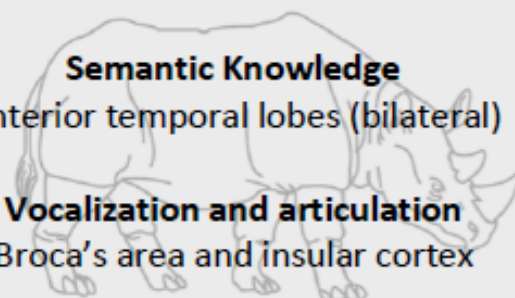 Semantic Knowledge
nterior temporal lobes (bilateral)
Vocalization and articulation
Broca's area and insular cortex